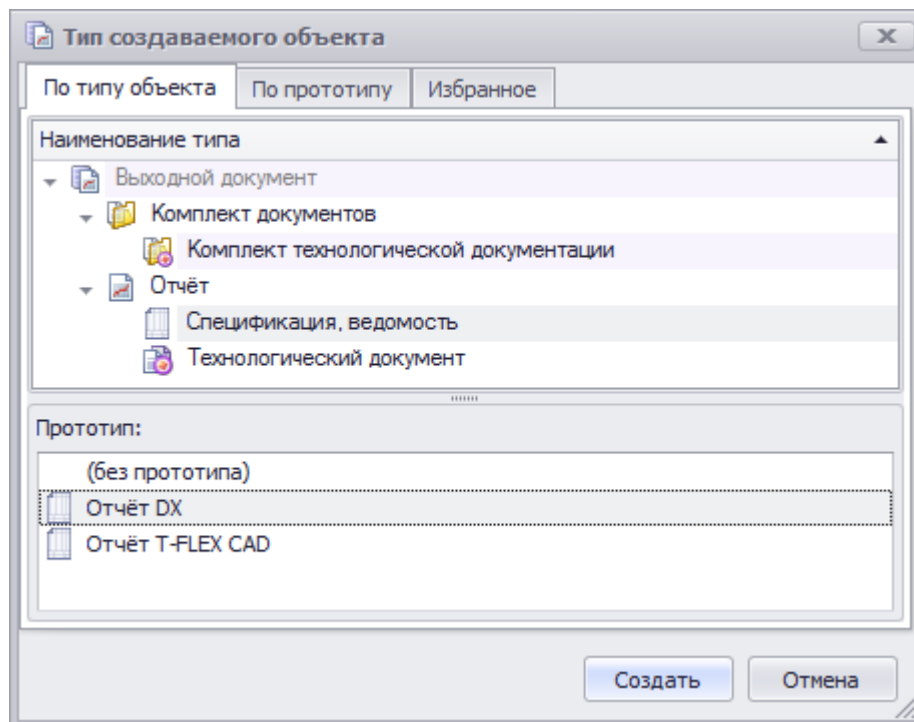 Тип создаваемого объекта
По типу объекта По прототипу Избранное
Наименование типа
Выходной документ
Комплект документов
Комплект технологической документации
Отчёт
Спецификация, ведомость
Технологический документ
Прототип:
(без прототипа)
Отчёт DX
Отчёт T-FLEX CAD
Создать Отмена